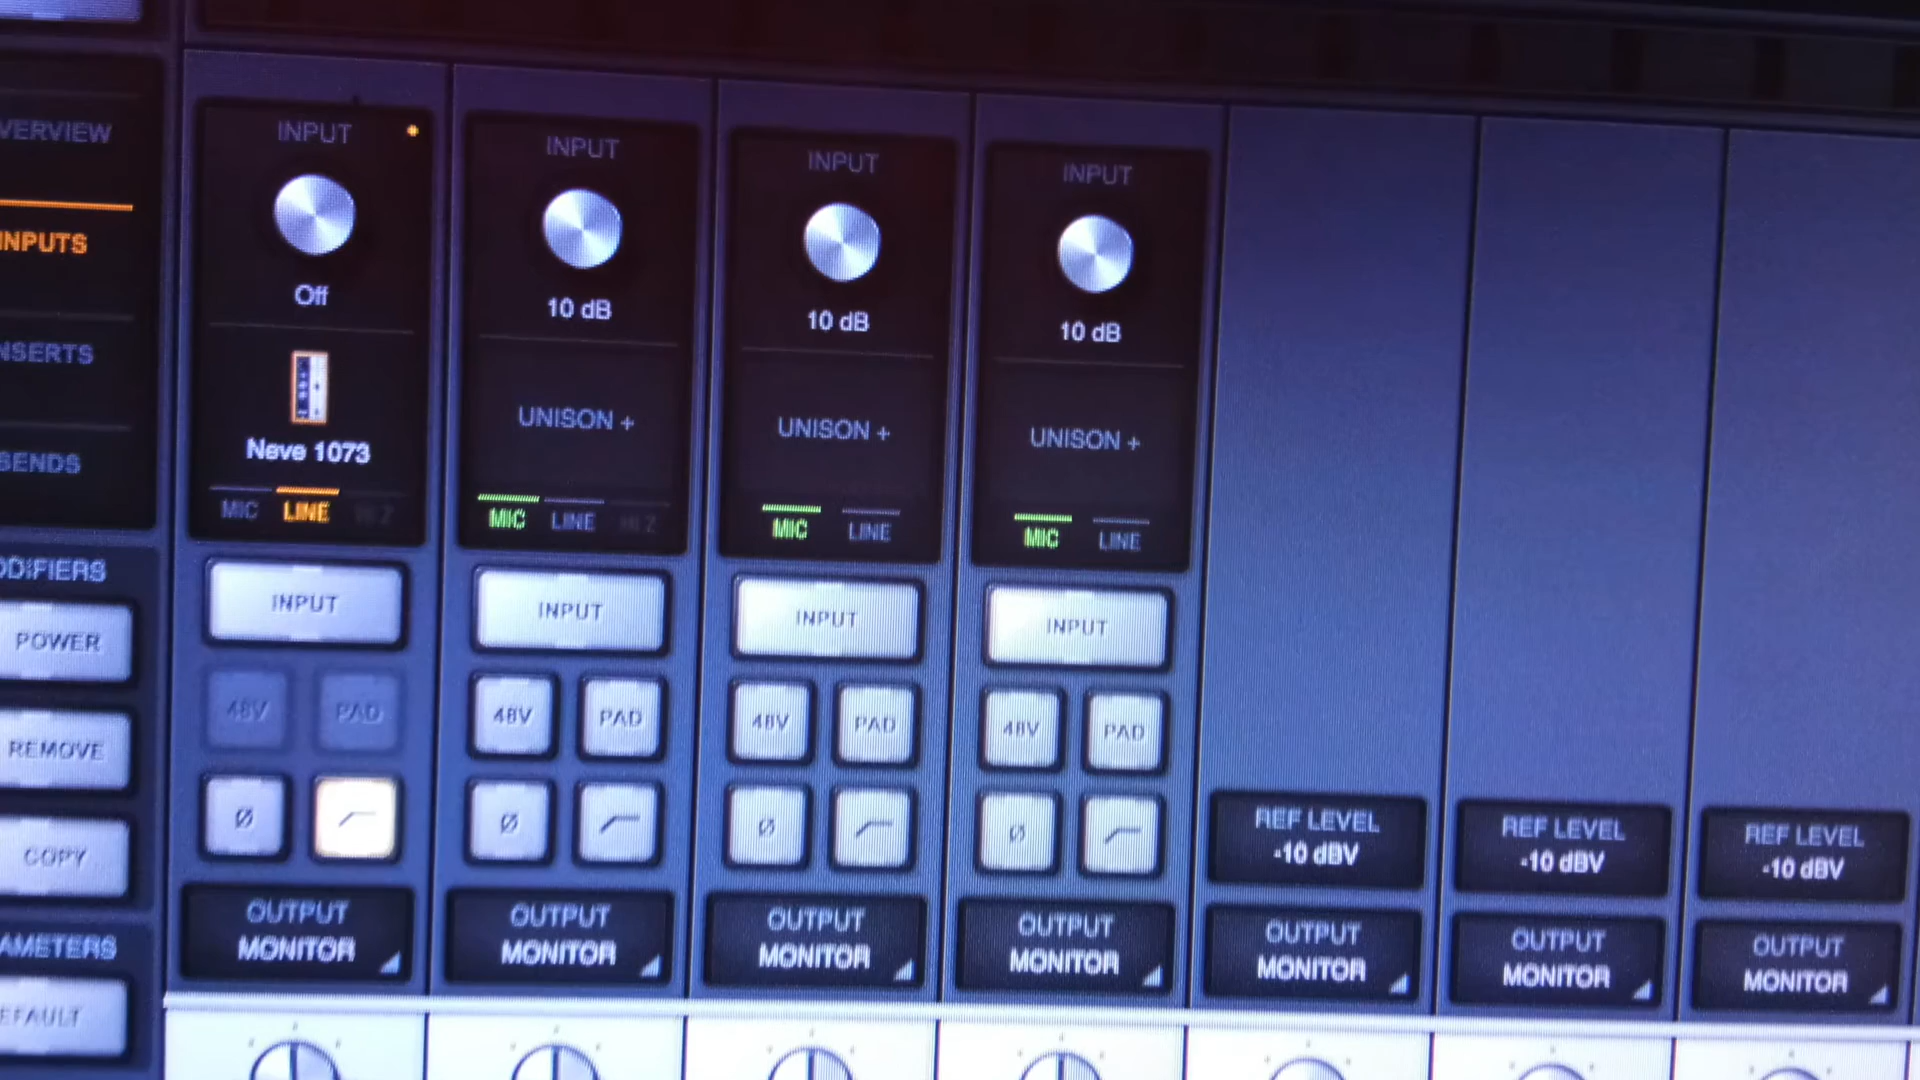 VERVIEW
INPUTS
NSERTS
SENDS
ODIFIERS
POWER
REMOVE
COPY
AMETERS
EFAULT
INPUT
Off
Neve 1073
MIC LINE HI Z
INPUT
48V PAD
Ø
OUTPUT
MONITOR
INPUT
10 dB
UNISON +
MIC LINE HI Z
INPUT
48V PAD
Ø
OUTPUT
MONITOR
INPUT
10 dB
UNISON +
MIC LINE
INPUT
48V PAD
Ø
OUTPUT
MONITOR
INPUT
10 dB
UNISON +
MIC LINE
INPUT
48V PAD
Ø
OUTPUT
MONITOR
REF LEVEL
-10 dBV
OUTPUT
MONITOR
REF LEVEL
-10 dBV
OUTPUT
MONITOR
REF LEVEL
-10 dBV
OUTPUT
MONITOR